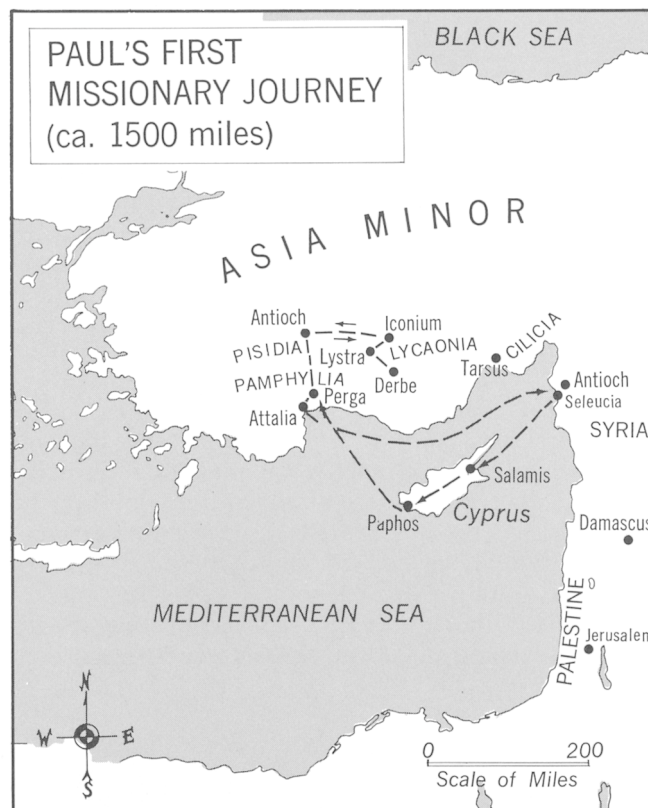 PAUL'S FIRST
MISSIONARY JOURNEY
(ca. 1500 miles)
BLACK SEA
ASIA MINOR
Antioch
Iconium
PISIDIA
Lystra
LYCAONIA
CILICIA
Tarsus
PAMPHYLIA
Derbe
Perga
Antioch
Seleucia
Attalia
SYRIA
Salamis
Paphos
Cyprus
Damascus
MEDITERRANEAN SEA
PALESTINE
Jerusalem
N
W
E
S
0
200
Scale of Miles